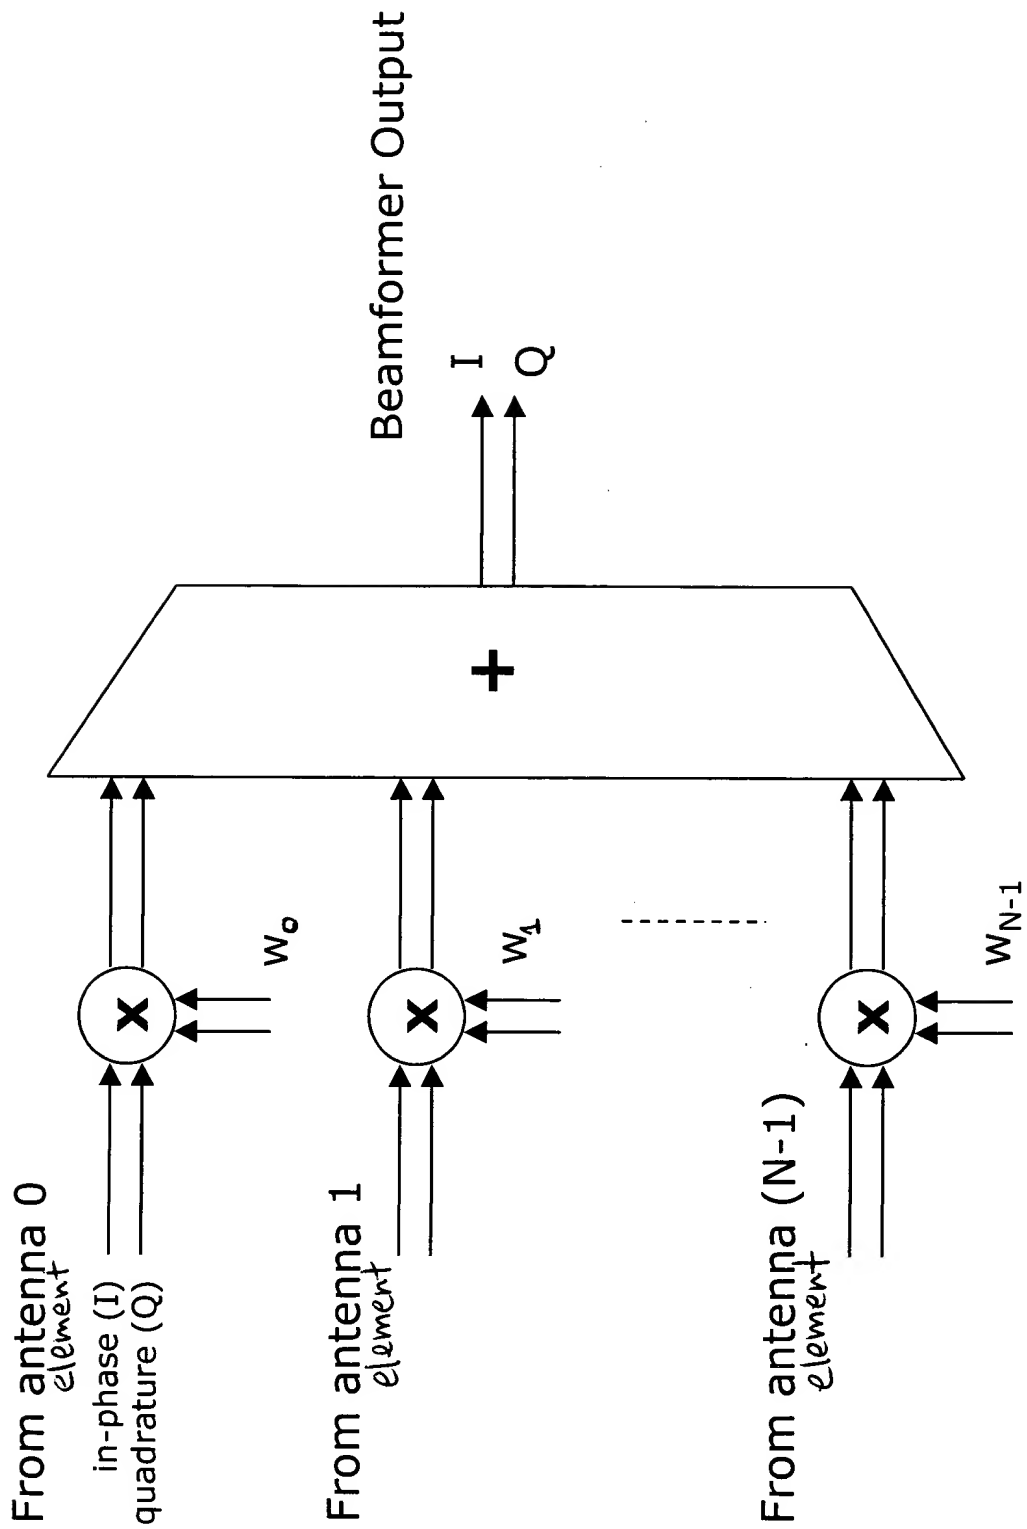 From antenna 0
element
in-phase (I)
quadrature (Q)
X
W0
From antenna 1
element
X
W1
From antenna (N-1)
element
X
WN-1
+
Beamformer Output
I
Q